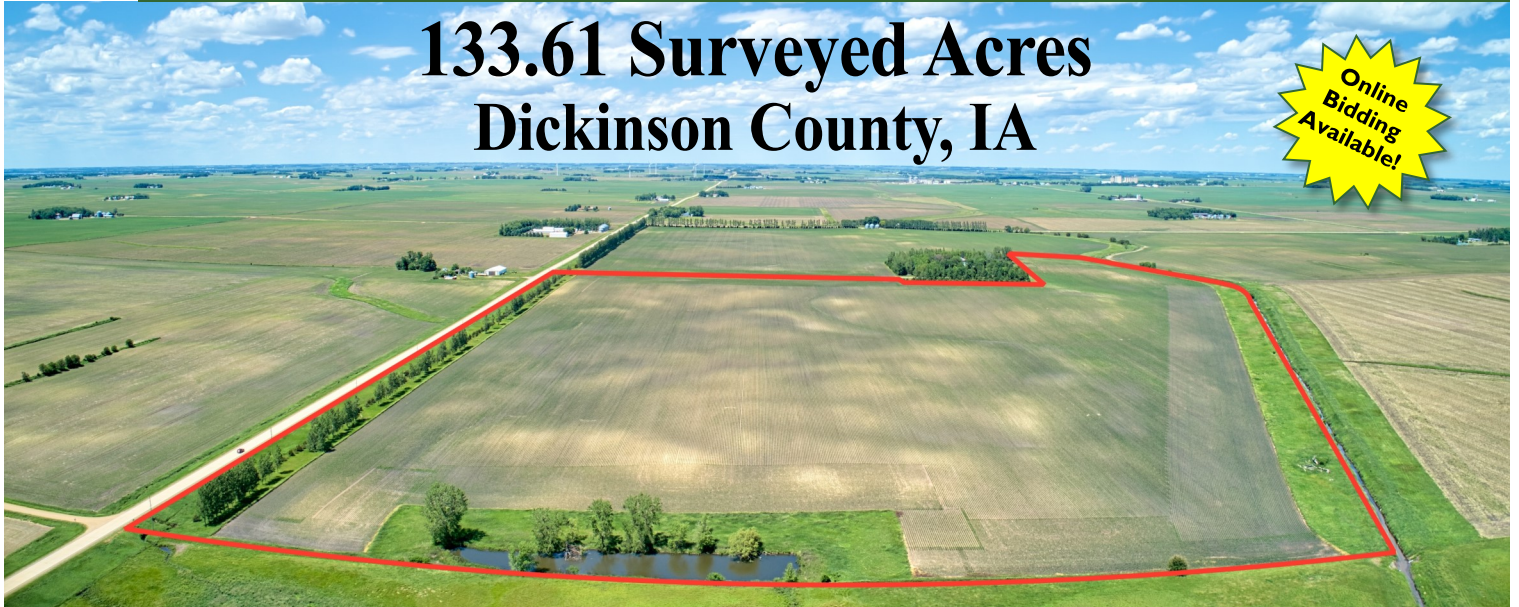 133.61 Surveyed Acres
Dickinson County, IA
Online
Bidding
Available!